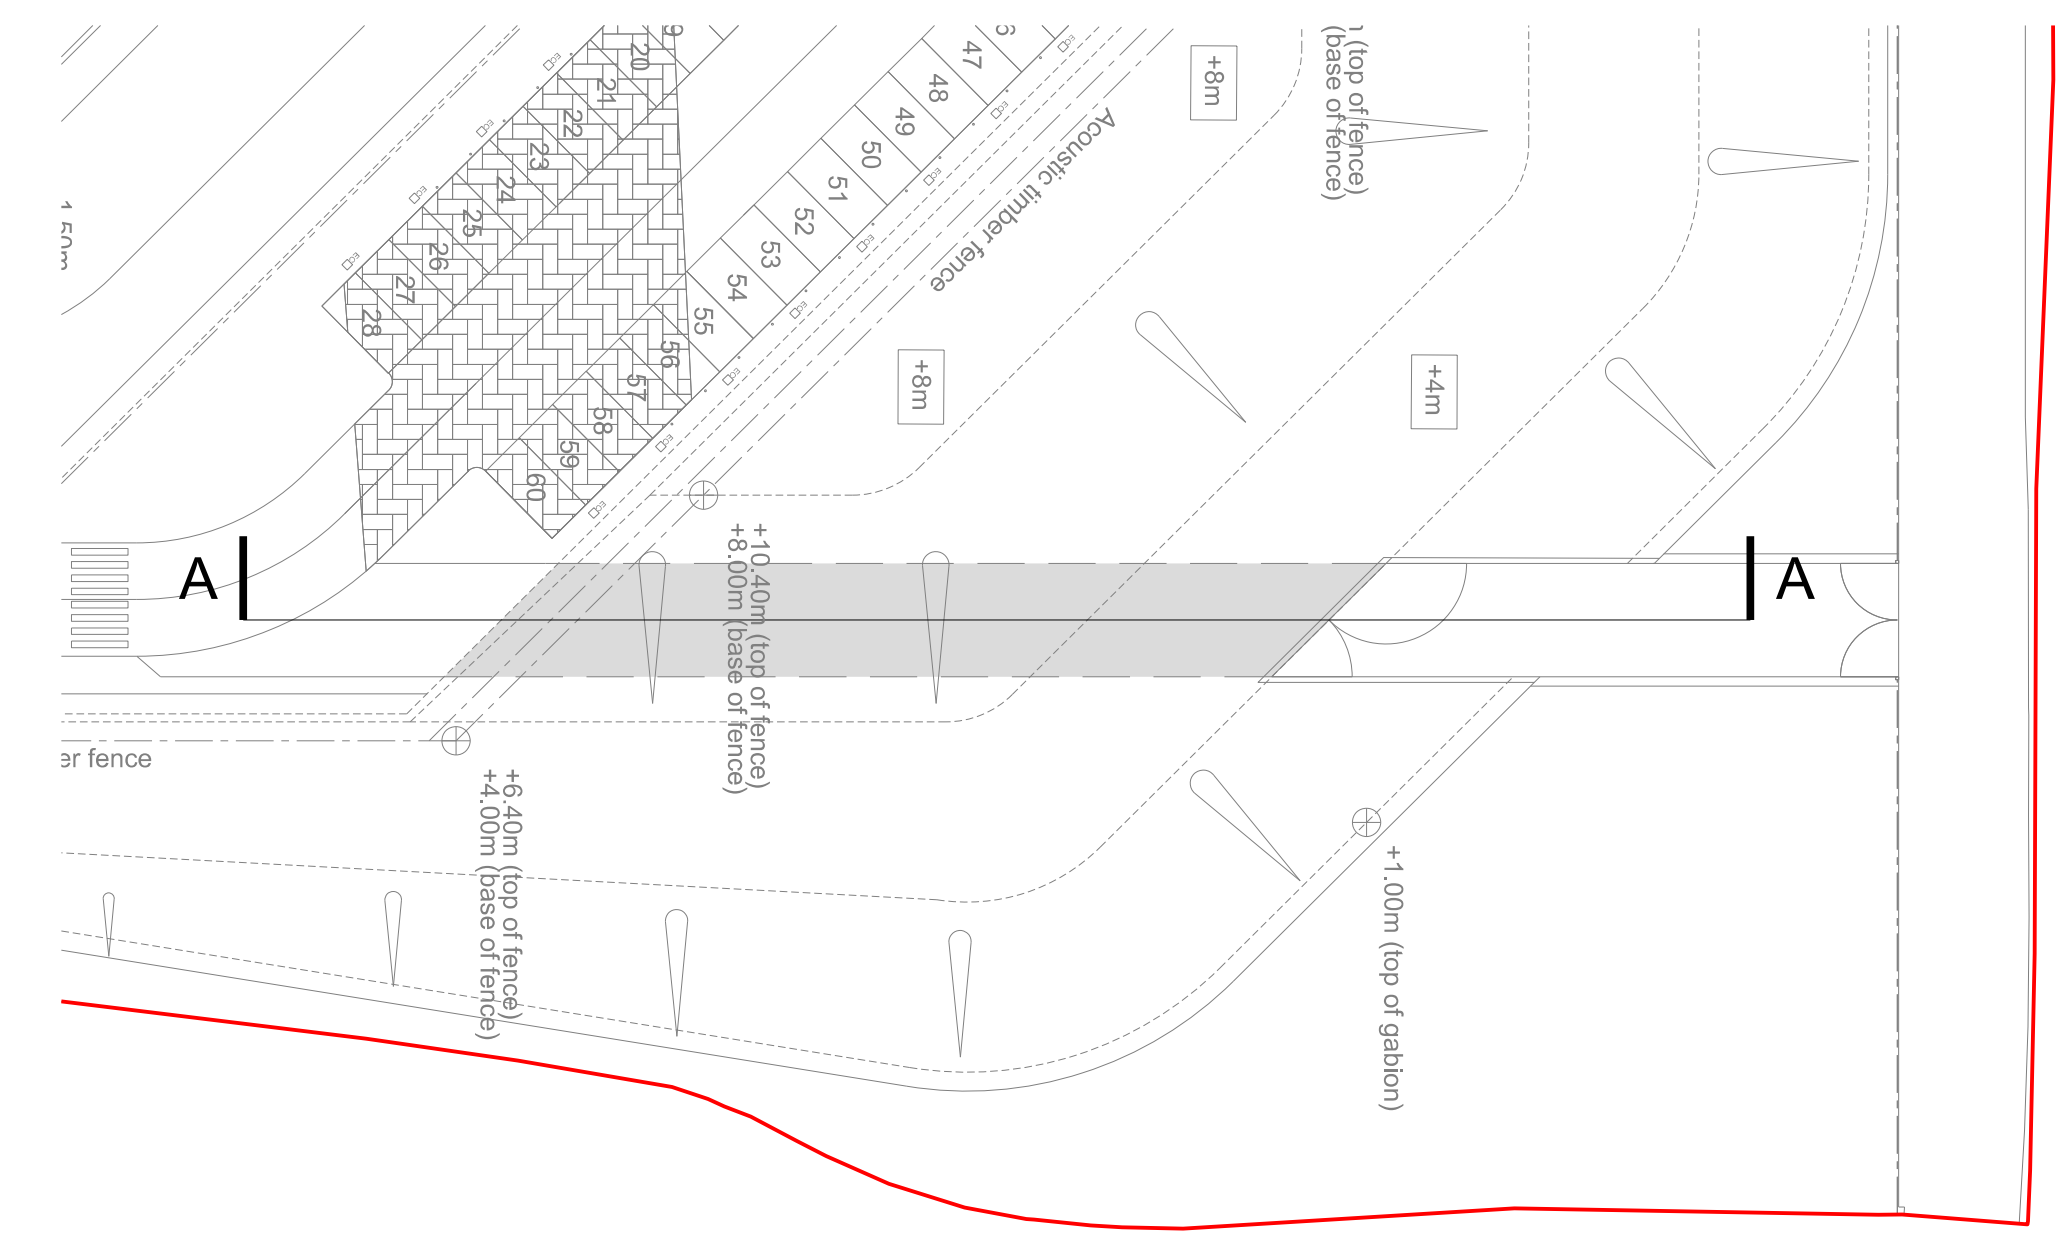 20
21
22
23
24
25
26
27
28
47
48
49
50
51
52
53
54
55
56
57
58
59
60
Acoustic timber fence
+8m
(top of fence)
(base of fence)
+8m
+4m
A
A
+10.40m (top of fence)
+8.00m (base of fence)
er fence
+6.40m (top of fence)
+4.00m (base of fence)
+1.00m (top of gabion)